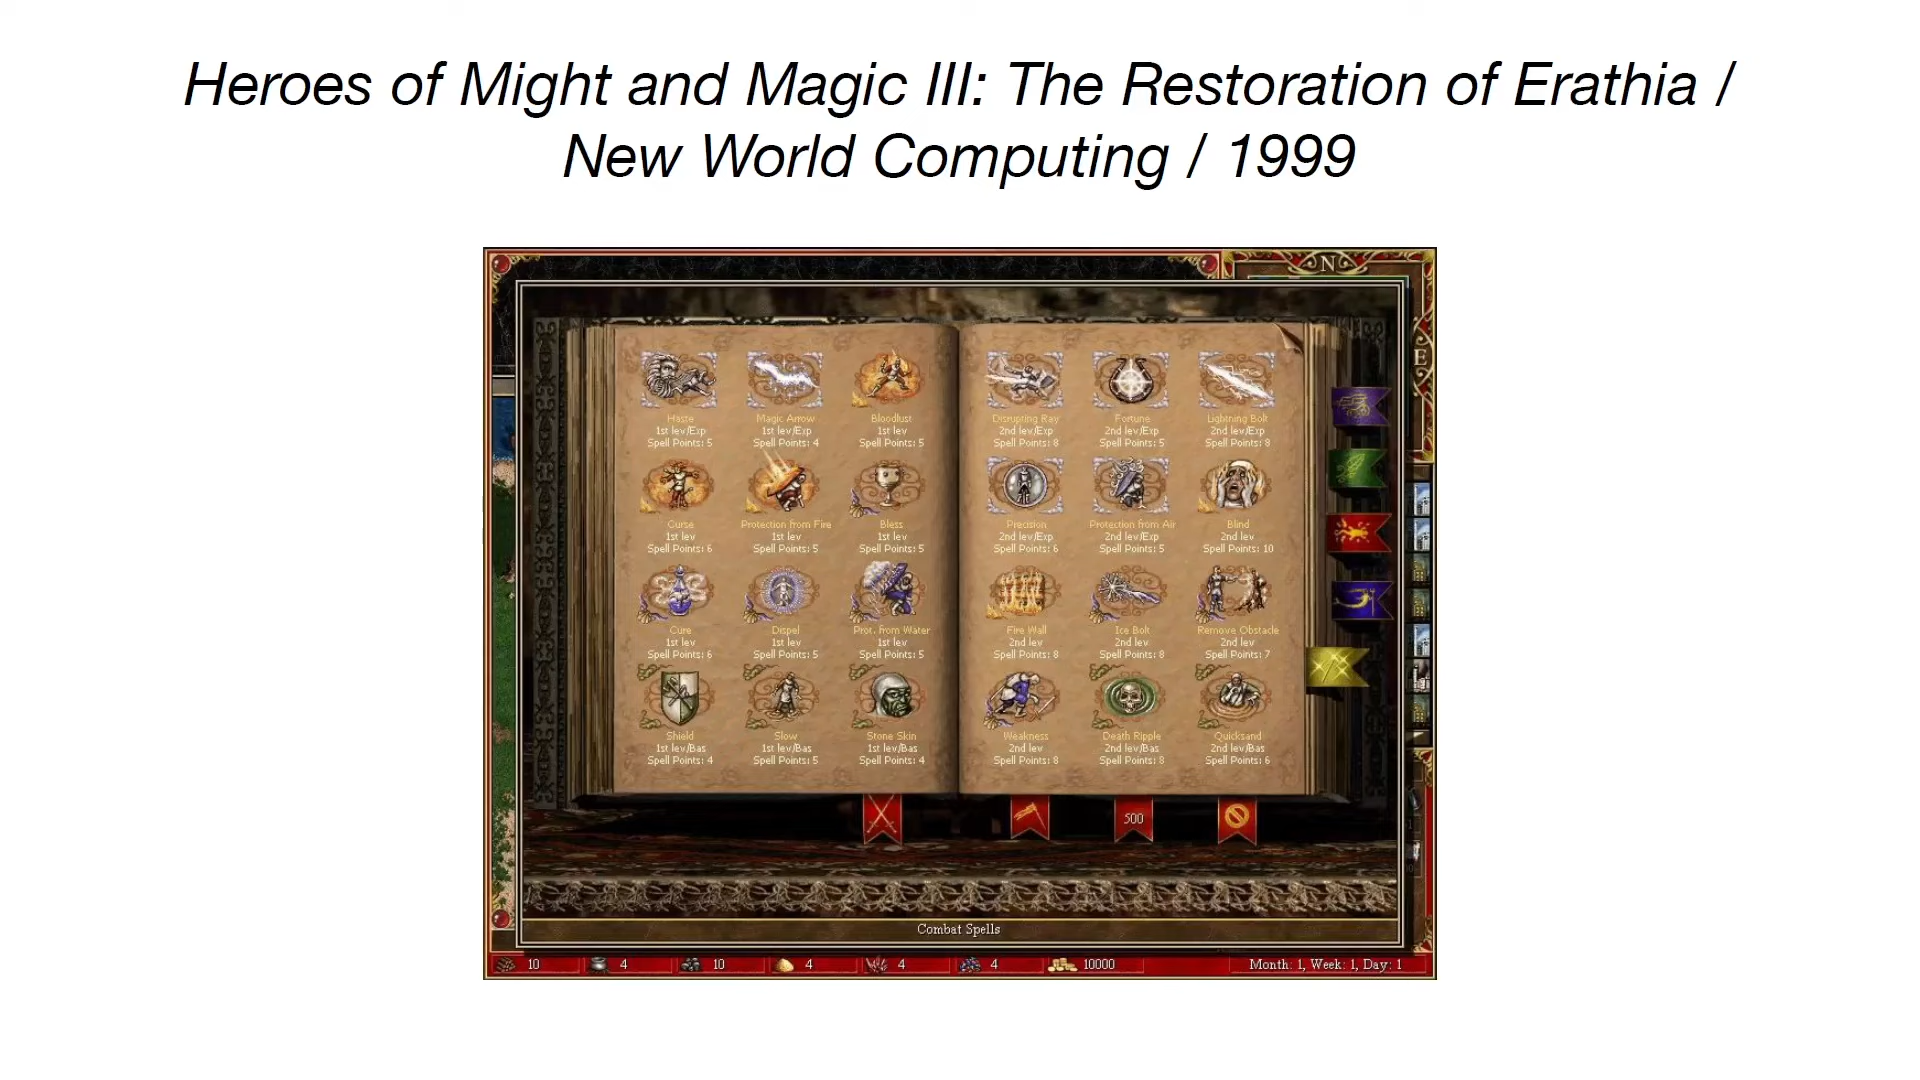 Heroes of Might and Magic III: The Restoration of Erathia /
New World Computing / 1999
N
E
Haste
1st lev/Exp
Spell Points: 5
Magic Arrow
1st lev/Exp
Spell Points: 4
Bloodlust
1st lev
Spell Points: 5
Curse
1st lev
Spell Points: 6
Protection from Fire
1st lev
Spell Points: 5
Bless
1st lev
Spell Points: 5
Cure
1st lev
Spell Points: 6
Dispel
1st lev
Spell Points: 5
Prot. from Water
1st lev
Spell Points: 5
Shield
1st lev/Bas
Spell Points: 4
Slow
1st lev/Bas
Spell Points: 5
Stone Skin
1st lev/Bas
Spell Points: 4
Disrupting Ray
2nd lev/Exp
Spell Points: 8
Fortune
2nd lev/Exp
Spell Points: 5
Lightning Bolt
2nd lev/Exp
Spell Points: 8
Precision
2nd lev/Exp
Spell Points: 6
Protection from Air
2nd lev/Exp
Spell Points: 5
Blind
2nd lev
Spell Points: 10
Fire Wall
2nd lev
Spell Points: 8
Ice Bolt
2nd lev
Spell Points: 8
Remove Obstacle
2nd lev
Spell Points: 7
Weakness
2nd lev
Spell Points: 8
Death Ripple
2nd lev/Bas
Spell Points: 8
Quicksand
2nd lev/Bas
Spell Points: 6
500
Combat Spells
10 4 10 4 4 4 10000 Month: 1, Week: 1, Day: 1